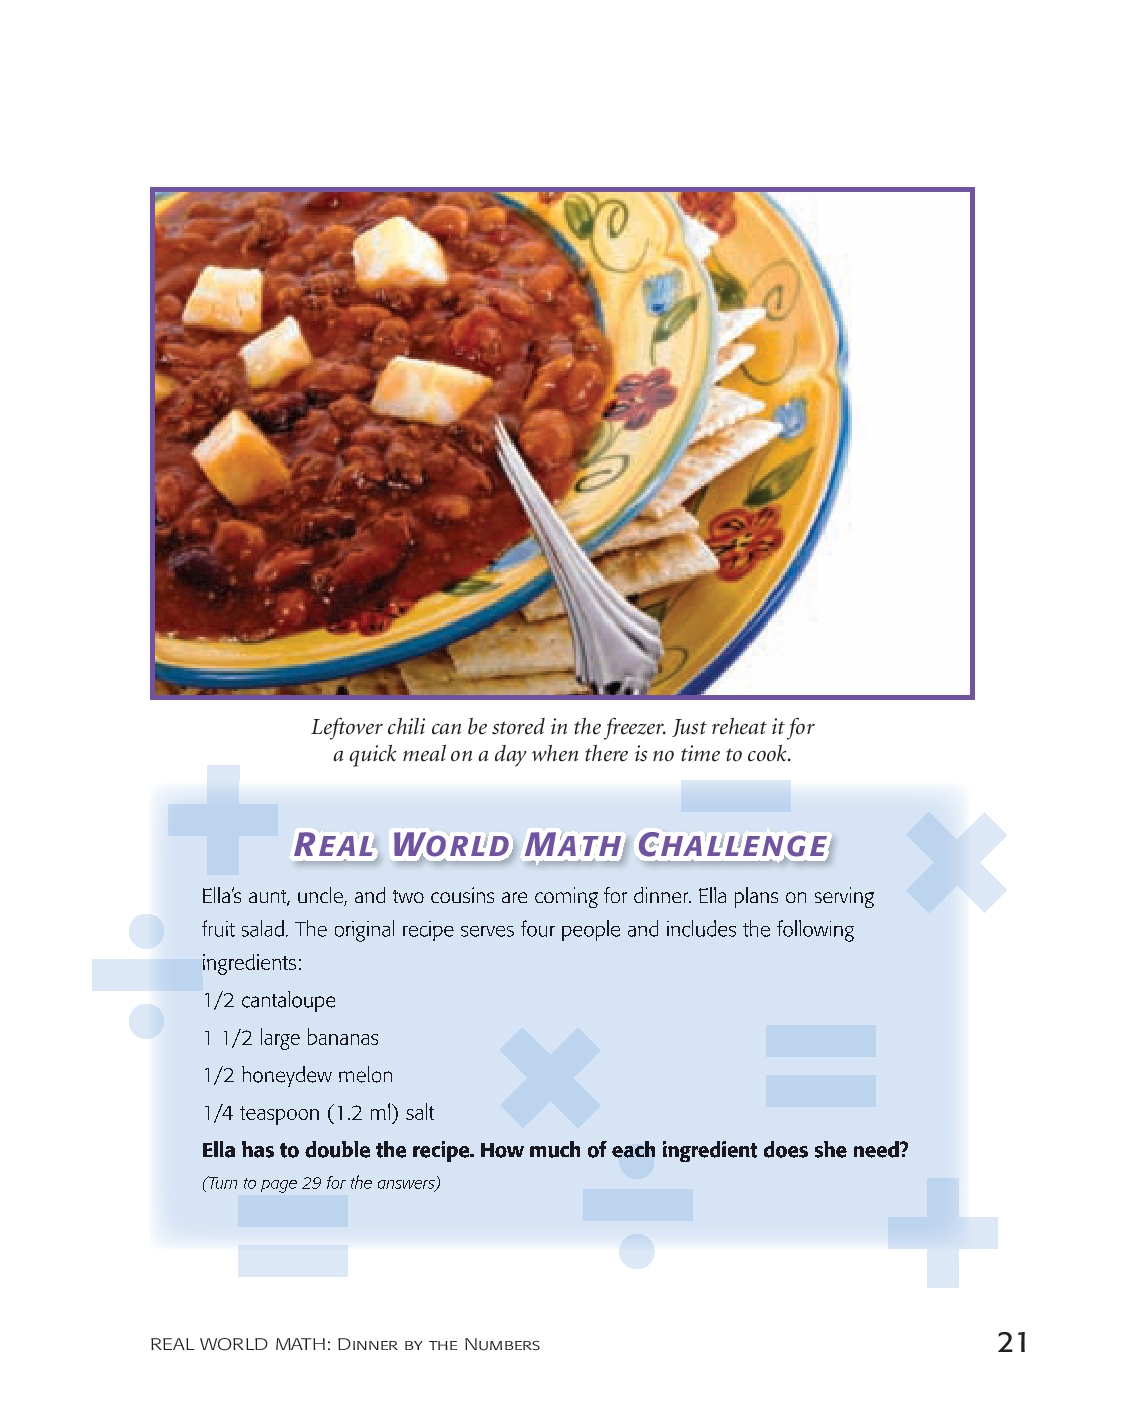 Leftover chili can be stored in the freezer. Just reheat it for
a quick meal on a day when there is no time to cook.
REAL WORLD MATH CHALLENGE
Ella's aunt, uncle, and two cousins are coming for dinner. Ella plans on serving
fruit salad. The original recipe serves four people and includes the following
ingredients:
1/2 cantaloupe
1 1/2 large bananas
1/2 honeydew melon
1/4 teaspoon (1.2 ml) salt
Ella has to double the recipe. How much of each ingredient does she need?
(Turn to page 29 for the answers)
REAL WORLD MATH: DINNER BY THE NUMBERS
21